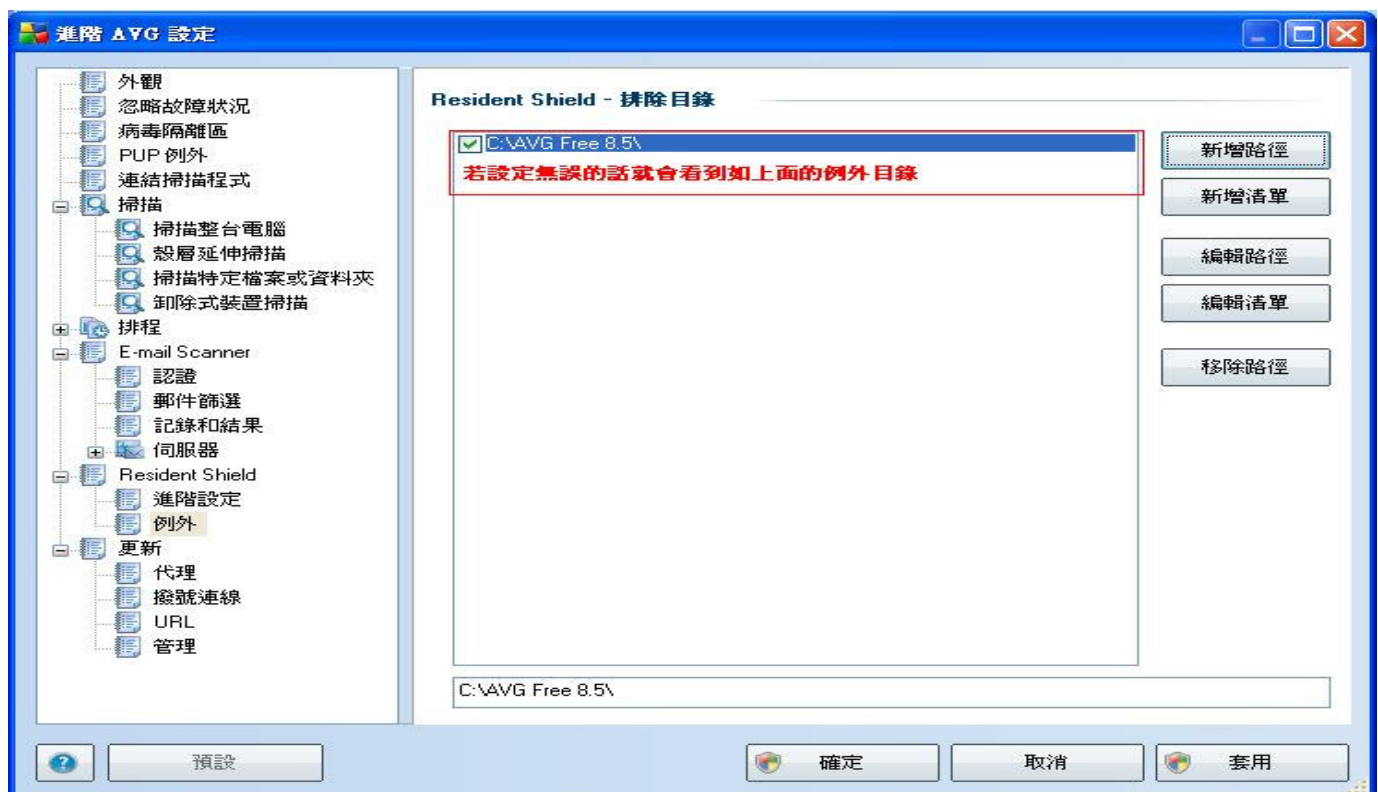 進階 AVG 設定
外觀
忽略故障狀況
病毒隔離區
PUP 例外
連結掃描程式
掃描
掃描整台電腦
殼層延伸掃描
掃描特定檔案或資料夾
卸除式裝置掃描
排程
E-mail Scanner
認證
郵件篩選
記錄和結果
伺服器
Resident Shield
進階設定
例外
更新
代理
撥號連線
URL
管理
Resident Shield - 排除目錄
C:\AVG Free 8.5\
若設定無誤的話就會看到如上面的例外目錄
新增路徑
新增清單
編輯路徑
編輯清單
移除路徑
C:\AVG Free 8.5\
預設
確定
取消
套用